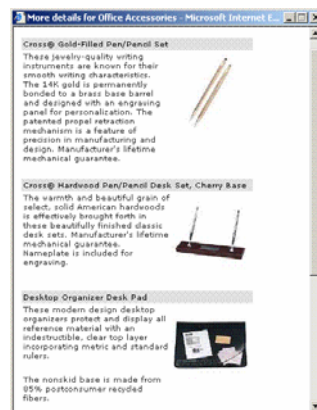 More details for Office Accessories - Microsoft Internet E...
Cross® Gold-Filled Pen/Pencil Set
These jewelry-quality writing
instruments are known for their
smooth writing characteristics.
The 14K gold is permanently
bonded to a brass base barrel
and designed with an engraving
panel for personalization. The
patented propel retraction
mechanism is a feature of
precision in manufacturing and
design. Manufacturer's lifetime
mechanical guarantee.
Cross® Hardwood Pen/Pencil Desk Set, Cherry Base
The warmth and beautiful grain of
select, solid American hardwoods
is effectively brought forth in
these beautifully finished classic
desk sets. Manufacturer's lifetime
mechanical guarantee.
Nameplate is included for
engraving.
Desktop Organizer Desk Pad
These modern design desktop
organizers protect and display all
reference material with an
indestructible, clear top layer
incorporating metric and standard
rulers.
The nonskid base is made from
85% postconsumer recycled
fibers.